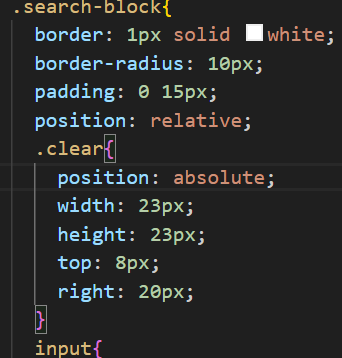 .search-block{
border: 1px solid white;
border-radius: 10px;
padding: 0 15px;
position: relative;
.clear{
position: absolute;
width: 23px;
height: 23px;
top: 8px;
right: 20px;
}
input{